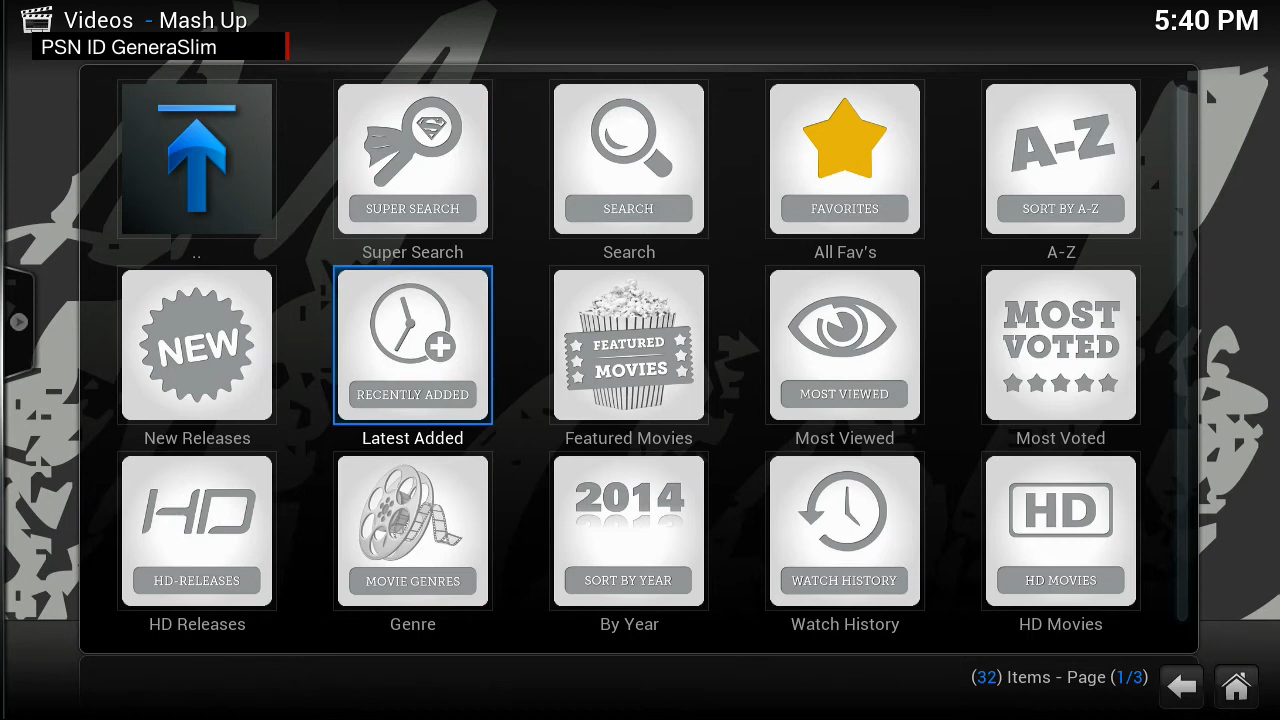 Videos - Mash Up
5:40 PM
PSN ID GeneraSlim
SUPER SEARCH
SEARCH
FAVORITES
A-Z
SORT BY A-Z
..
Super Search
Search
All Fav's
A-Z
NEW
RECENTLY ADDED
FEATURED
MOVIES
MOST VIEWED
MOST
VOTED
New Releases
Latest Added
Featured Movies
Most Viewed
Most Voted
HD
HD-RELEASES
MOVIE GENRES
2014
SORT BY YEAR
WATCH HISTORY
HD
HD MOVIES
HD Releases
Genre
By Year
Watch History
HD Movies
(32) Items - Page (1/3)